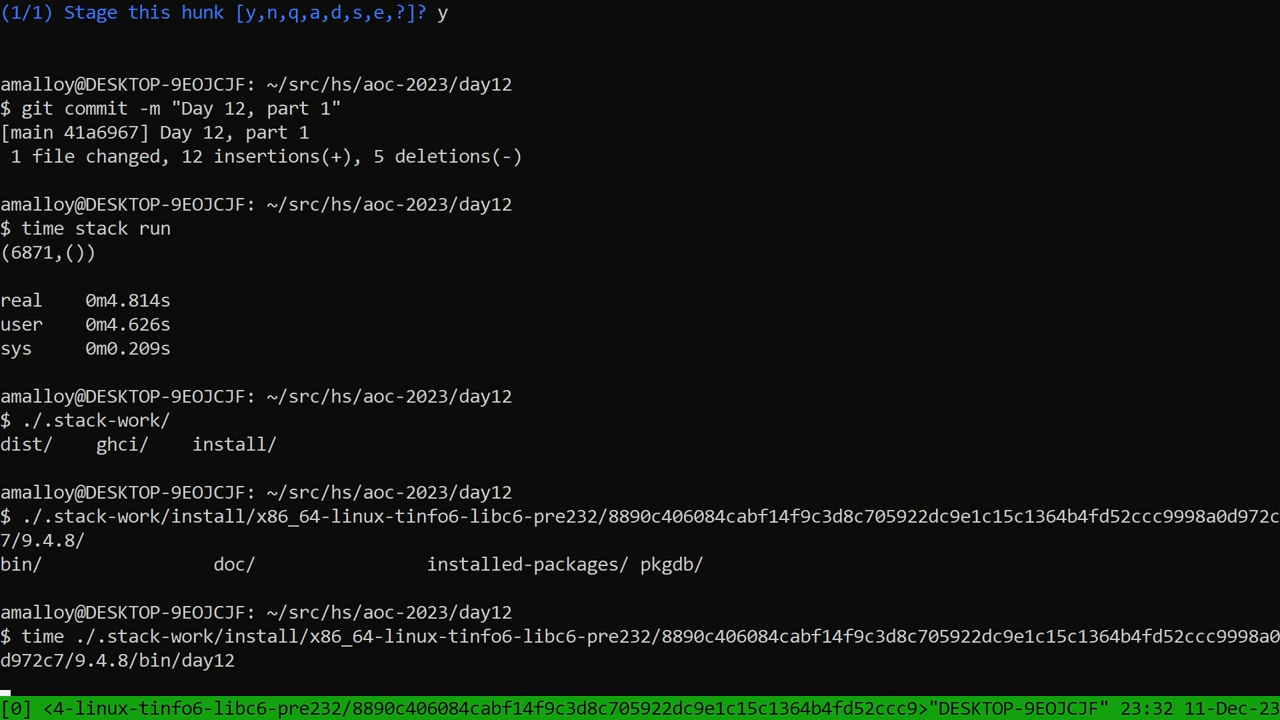 (1/1) Stage this hunk [y,n,q,a,d,s,e,?]? y
amalloy@DESKTOP-9EOJCJF: ~/src/hs/aoc-2023/day12
$ git commit -m "Day 12, part 1"
[main 41a6967] Day 12, part 1
 1 file changed, 12 insertions(+), 5 deletions(-)
amalloy@DESKTOP-9EOJCJF: ~/src/hs/aoc-2023/day12
$ time stack run
(6871,())
real    0m4.814s
user    0m4.626s
sys     0m0.209s
amalloy@DESKTOP-9EOJCJF: ~/src/hs/aoc-2023/day12
$ ./.stack-work/
dist/    ghci/    install/
amalloy@DESKTOP-9EOJCJF: ~/src/hs/aoc-2023/day12
$ ./.stack-work/install/x86_64-linux-tinfo6-libc6-pre232/8890c406084cabf14f9c3d8c705922dc9e1c15c1364b4fd52ccc9998a0d972c
7/9.4.8/
bin/                doc/                installed-packages/ pkgdb/
amalloy@DESKTOP-9EOJCJF: ~/src/hs/aoc-2023/day12
$ time ./.stack-work/install/x86_64-linux-tinfo6-libc6-pre232/8890c406084cabf14f9c3d8c705922dc9e1c15c1364b4fd52ccc9998a0
d972c7/9.4.8/bin/day12
[0] <4-linux-tinfo6-libc6-pre232/8890c406084cabf14f9c3d8c705922dc9e1c15c1364b4fd52ccc9>"DESKTOP-9EOJCJF" 23:32 11-Dec-23